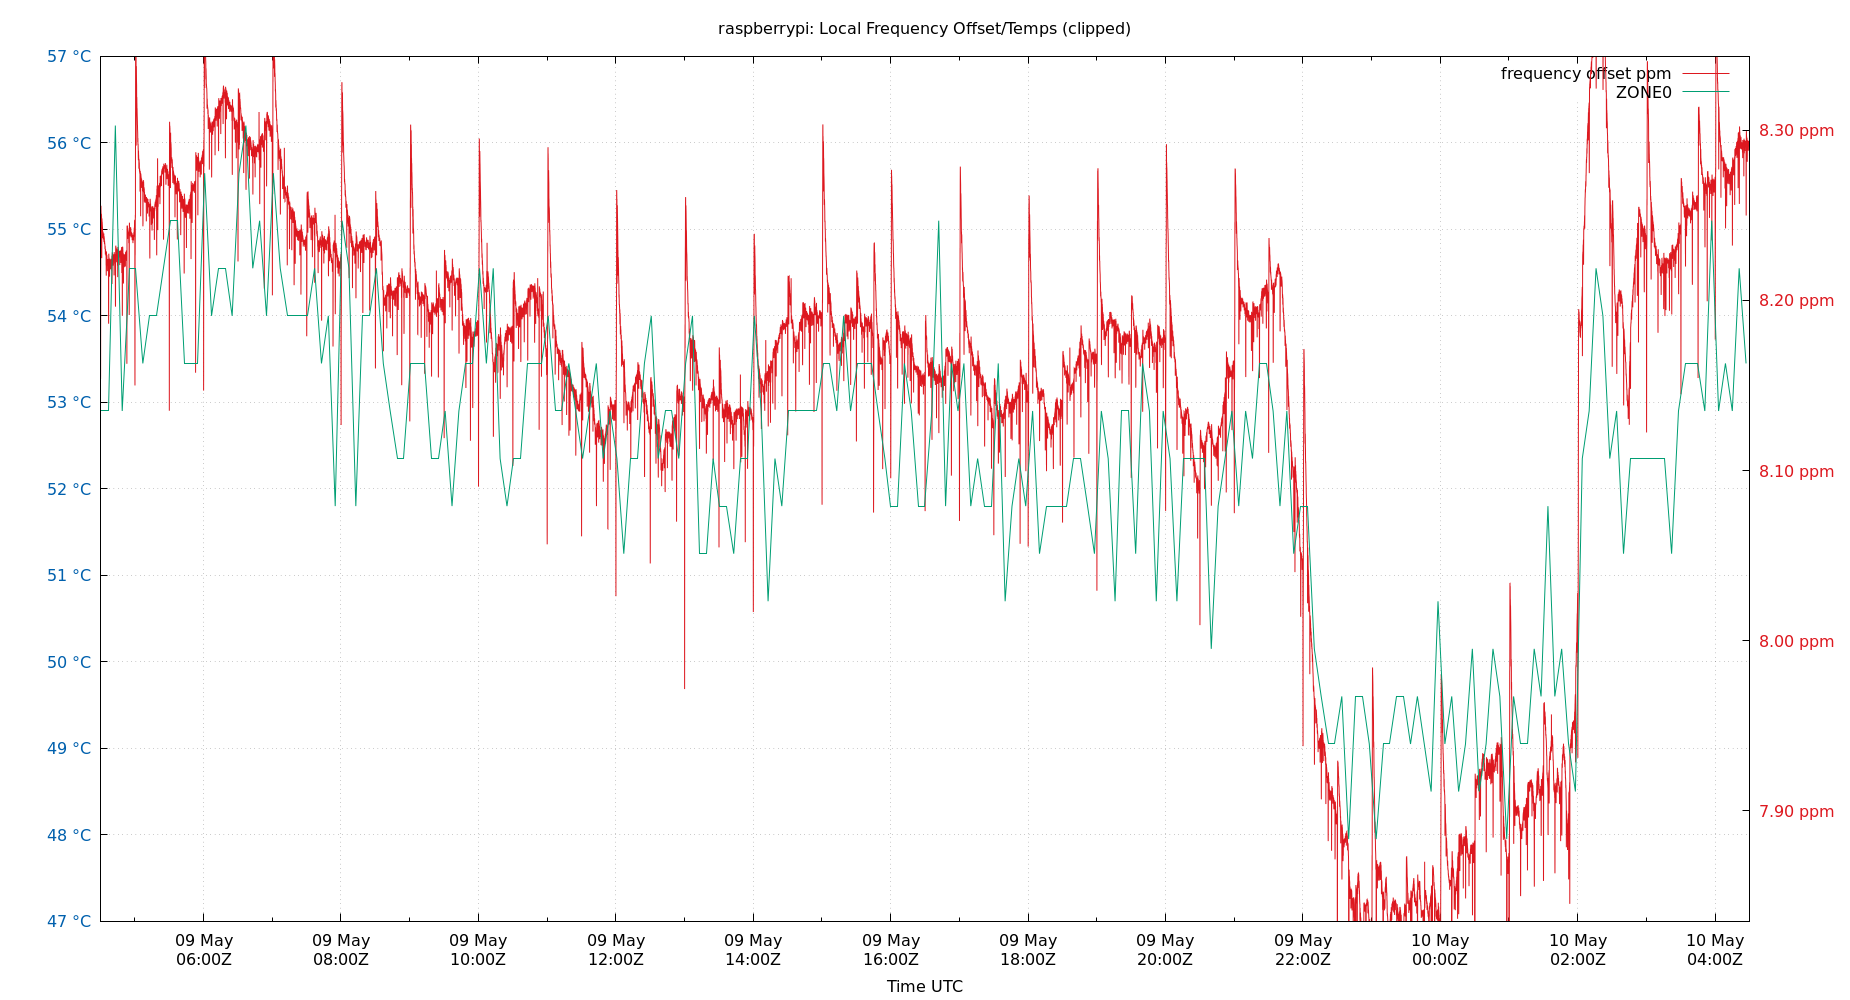 raspberrypi: Local Frequency Offset/Temps (clipped)
57 °C
56 °C
55 °C
54 °C
53 °C
52 °C
51 °C
50 °C
49 °C
48 °C
47 °C
frequency offset ppm
ZONE0
8.30 ppm
8.20 ppm
8.10 ppm
8.00 ppm
7.90 ppm
09 May 09 May 09 May 09 May 09 May 09 May 09 May 09 May 09 May 10 May 10 May 10 May
06:00Z 08:00Z 10:00Z 12:00Z 14:00Z 16:00Z 18:00Z 20:00Z 22:00Z 00:00Z 02:00Z 04:00Z
Time UTC